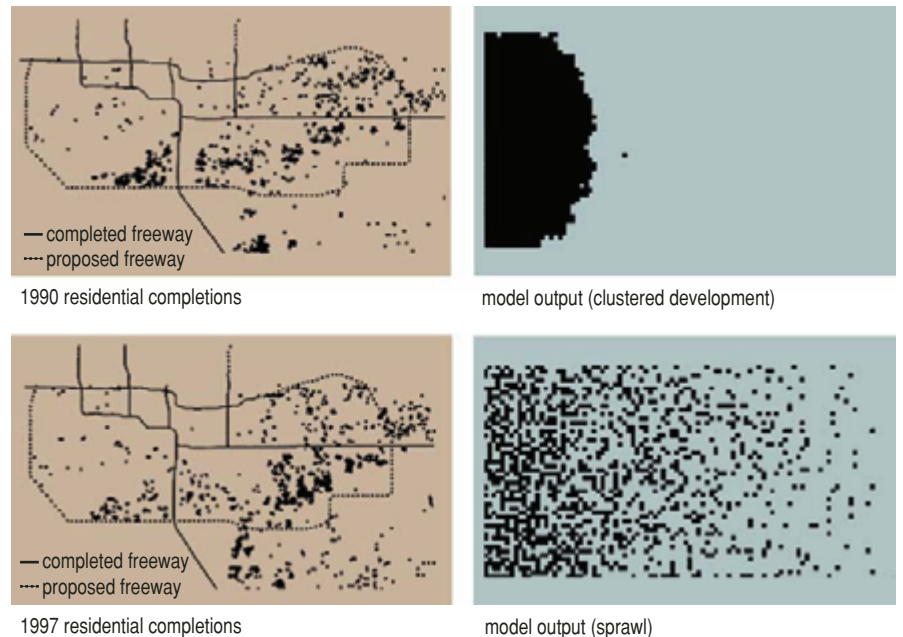 completed freeway
proposed freeway
1990 residential completions
model output (clustered development)
completed freeway
proposed freeway
1997 residential completions
model output (sprawl)